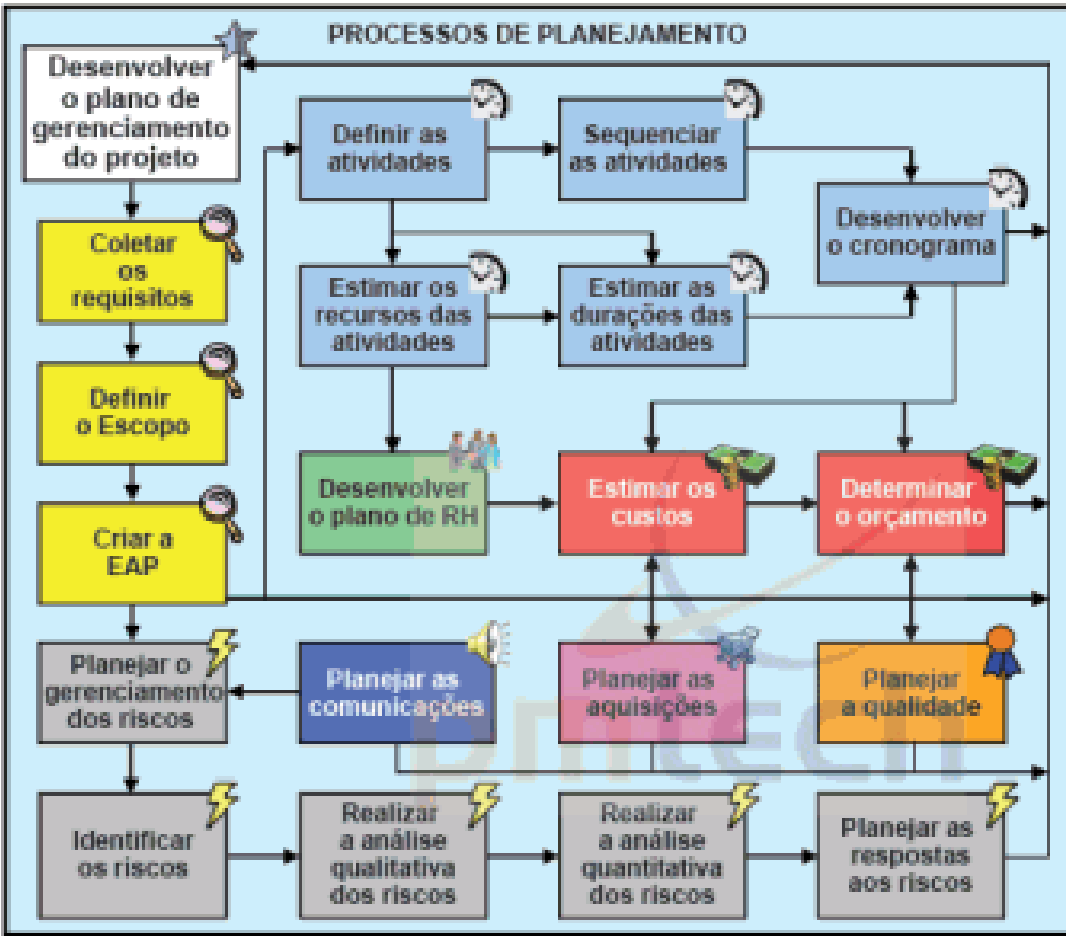 PROCESSOS DE PLANEJAMENTO
Desenvolver
o plano de
gerenciamento
do projeto
Definir as
atividades
Sequenciar
as atividades
Desenvolver
o cronograma
Coletar
os
requisitos
Estimar os
recursos das
atividades
Estimar as
durações das
atividades
Definir
o Escopo
Desenvolver
o plano de RH
Estimar os
custos
Determinar
o orçamento
Criar a
EAP
Planejar o
gerenciamento
dos riscos
Planejar as
comunicações
Planejar as
aquisições
Planejar
a qualidade
pmtech
Identificar
os riscos
Realizar
a análise
qualitativa
dos riscos
Realizar
a análise
quantitativa
dos riscos
Planejar as
respostas
aos riscos